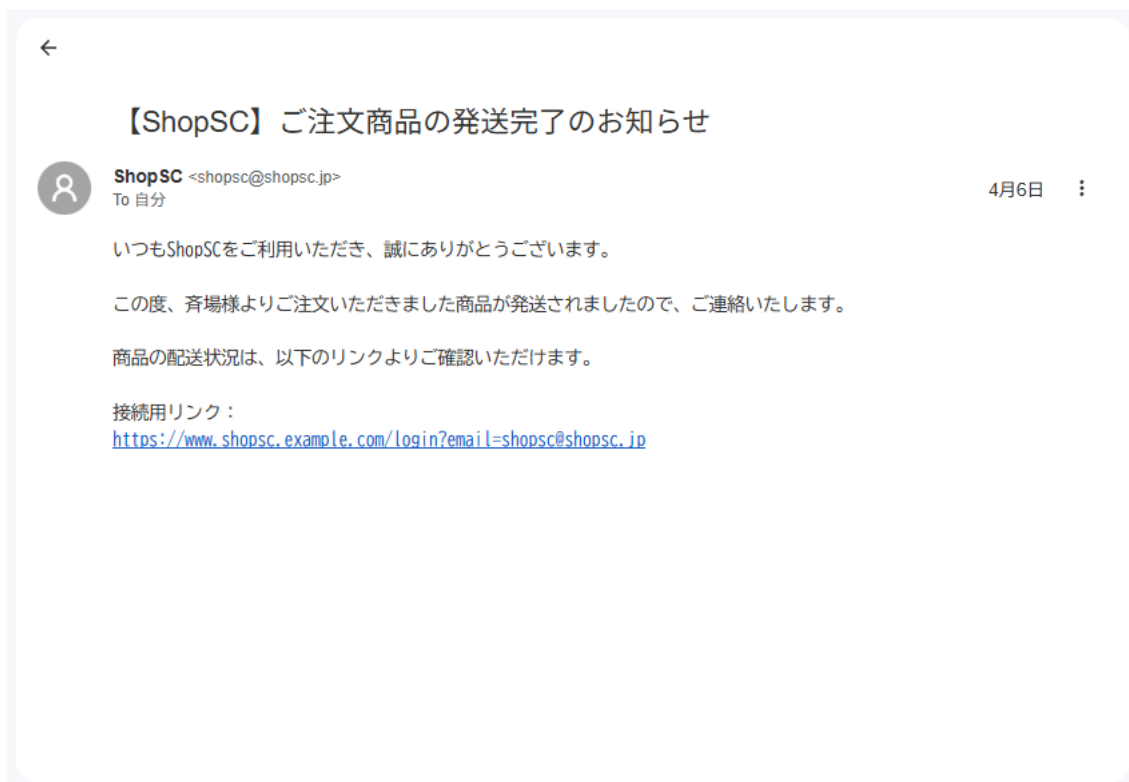 【ShopSC】ご注文商品の発送完了のお知らせ
ShopSC <shopsc@shopsc.jp>
To 自分
4月6日
いつもShopSCをご利用いただき、誠にありがとうございます。
この度、斉場様よりご注文いただきました商品が発送されましたので、ご連絡いたします。
商品の配送状況は、以下のリンクよりご確認いただけます。
接続用リンク：
https://www.shopsc.example.com/login?email=shopsc@shopsc.jp